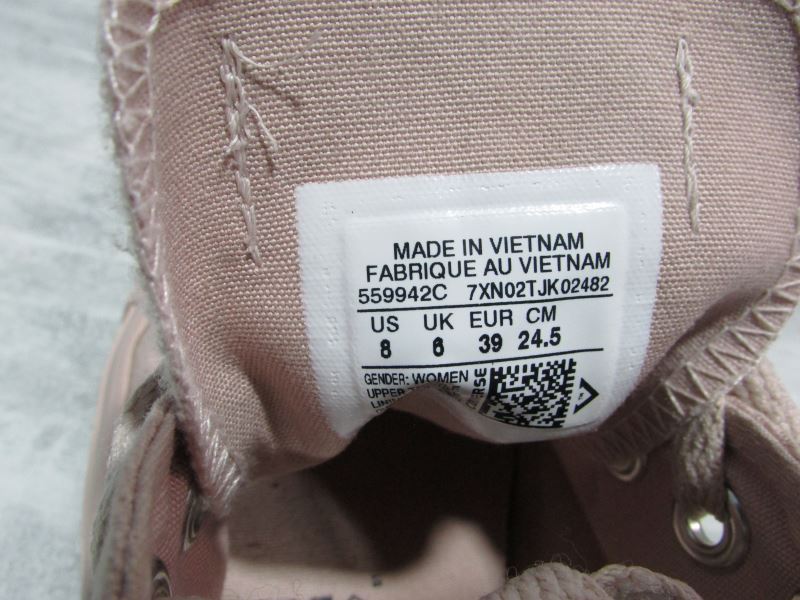 MADE IN VIETNAM
FABRIQUE AU VIETNAM
559942C 7XN02TJK02482
US UK EUR CM
8 6 39 24.5
GENDER: WOMEN
UPPER